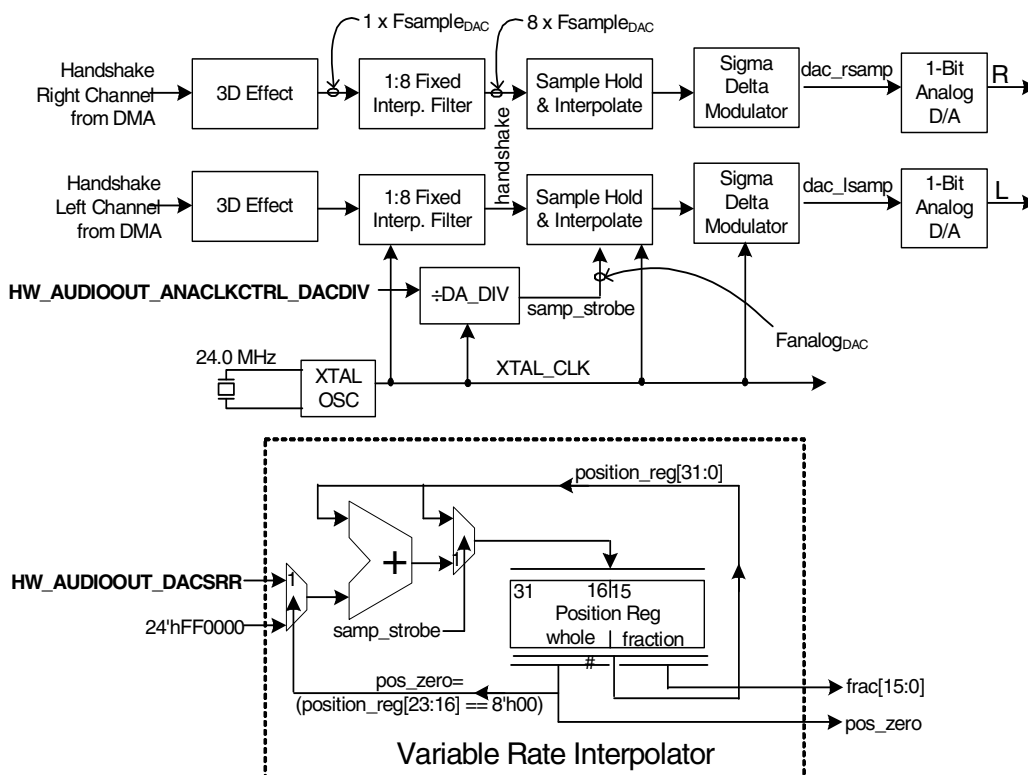 1 x FsampleDAC
8 x FsampleDAC
Handshake
Right Channel
from DMA
3D Effect
1:8 Fixed
Interp. Filter
Sample Hold
& Interpolate
Sigma
Delta
Modulator
dac_rsamp
1-Bit
Analog
D/A
R
handshake
Handshake
Left Channel
from DMA
3D Effect
1:8 Fixed
Interp. Filter
Sample Hold
& Interpolate
Sigma
Delta
Modulator
dac_lsamp
1-Bit
Analog
D/A
L
HW_AUDIOOUT_ANACLKCTRL_DACDIV
÷DA_DIV
samp_strobe
FanalogDAC
24.0 MHz
XTAL
OSC
XTAL_CLK
position_reg[31:0]
HW_AUDIOOUT_DACSRR
1
+
1
24'hFF0000
samp_strobe
31
16|15
Position Reg
whole | fraction
#
pos_zero=
(position_reg[23:16] == 8'h00)
frac[15:0]
pos_zero
Variable Rate Interpolator